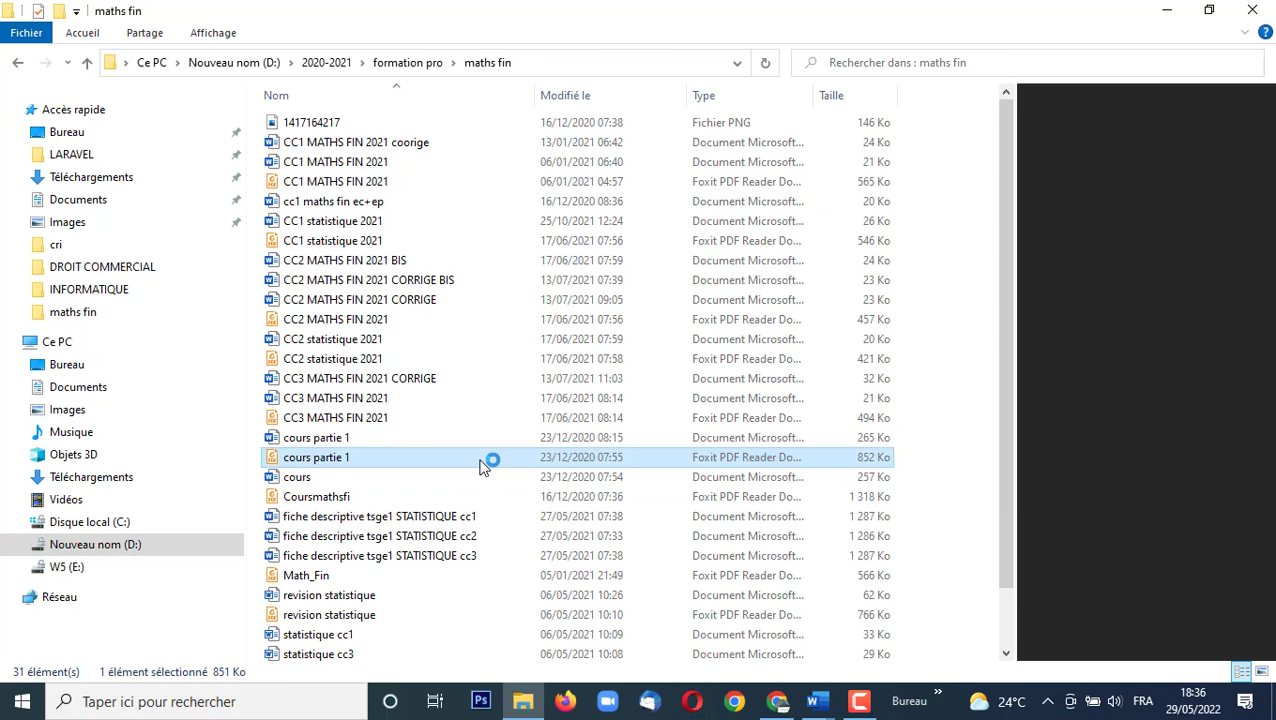 maths fin
Fichier Accueil Partage Affichage
Ce PC Nouveau nom (D:) 2020-2021 formation pro maths fin
Rechercher dans : maths fin
Nom Modifié le Type Taille
1417164217 16/12/2020 07:38 Fichier PNG 146 Ko
CC1 MATHS FIN 2021 coorige 13/01/2021 06:42 Document Microsoft... 24 Ko
CC1 MATHS FIN 2021 06/01/2021 06:40 Document Microsoft... 21 Ko
CC1 MATHS FIN 2021 06/01/2021 04:57 Foxit PDF Reader Do... 565 Ko
cc1 maths fin ec+ep 16/12/2020 08:36 Document Microsoft... 20 Ko
CC1 statistique 2021 25/10/2021 12:24 Document Microsoft... 26 Ko
CC1 statistique 2021 17/06/2021 07:56 Foxit PDF Reader Do... 546 Ko
CC2 MATHS FIN 2021 BIS 17/06/2021 07:59 Document Microsoft... 24 Ko
CC2 MATHS FIN 2021 CORRIGE BIS 13/07/2021 07:39 Document Microsoft... 23 Ko
CC2 MATHS FIN 2021 CORRIGE 13/07/2021 09:05 Document Microsoft... 23 Ko
CC2 MATHS FIN 2021 17/06/2021 07:56 Foxit PDF Reader Do... 457 Ko
CC2 statistique 2021 17/06/2021 07:59 Document Microsoft... 20 Ko
CC2 statistique 2021 17/06/2021 07:58 Foxit PDF Reader Do... 421 Ko
CC3 MATHS FIN 2021 CORRIGE 13/07/2021 11:03 Document Microsoft... 32 Ko
CC3 MATHS FIN 2021 17/06/2021 08:14 Document Microsoft... 21 Ko
CC3 MATHS FIN 2021 17/06/2021 08:14 Foxit PDF Reader Do... 494 Ko
cours partie 1 23/12/2020 08:15 Document Microsoft... 265 Ko
cours partie 1 23/12/2020 07:55 Foxit PDF Reader Do... 852 Ko
cours 23/12/2020 07:54 Document Microsoft... 257 Ko
Coursmathsfi 16/12/2020 07:36 Foxit PDF Reader Do... 1 318 Ko
fiche descriptive tsge1 STATISTIQUE cc1 27/05/2021 07:38 Document Microsoft... 1 287 Ko
fiche descriptive tsge1 STATISTIQUE cc2 27/05/2021 07:33 Document Microsoft... 1 286 Ko
fiche descriptive tsge1 STATISTIQUE cc3 27/05/2021 07:38 Document Microsoft... 1 287 Ko
Math_Fin 05/01/2021 21:49 Foxit PDF Reader Do... 566 Ko
revision statistique 06/05/2021 10:26 Document Microsoft... 62 Ko
revision statistique 06/05/2021 10:10 Foxit PDF Reader Do... 766 Ko
statistique cc1 06/05/2021 10:09 Document Microsoft... 33 Ko
statistique cc3 06/05/2021 10:08 Document Microsoft... 29 Ko
Accès rapide
Bureau
LARAVEL
Téléchargements
Documents
Images
cri
DROIT COMMERCIAL
INFORMATIQUE
maths fin
Ce PC
Bureau
Documents
Images
Musique
Objets 3D
Téléchargements
Vidéos
Disque local (C:)
Nouveau nom (D:)
W5 (E:)
Réseau
31 élément(s) 1 élément sélectionné 851 Ko
Taper ici pour rechercher
Ps
Bureau » 24°C FRA
18:36
29/05/2022